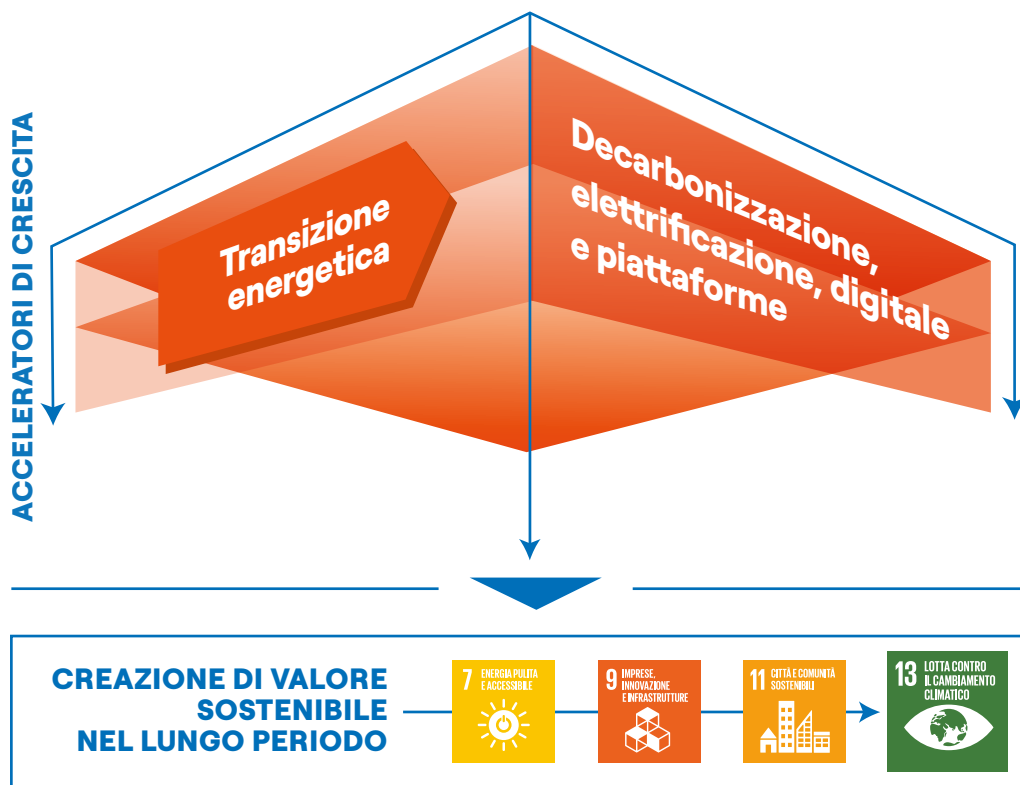 ACCELERATORI DI CRESCITA
Transizione
energetica
Decarbonizzazione,
elettrificazione, digitale
e piattaforme
CREAZIONE DI VALORE
SOSTENIBILE
NEL LUNGO PERIODO
7 ENERGIA PULITA
E ACCESSIBILE
9 IMPRESE,
INNOVAZIONE
E INFRASTRUTTURE
11 CITTÀ E COMUNITÀ
SOSTENIBILI
13 LOTTA CONTRO
IL CAMBIAMENTO
CLIMATICO